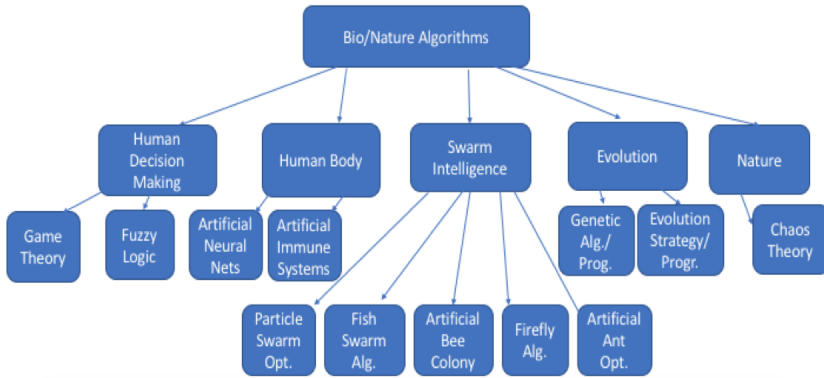 Bio/Nature Algorithms
Human
Decision
Making
Human Body
Swarm
Intelligence
Evolution
Nature
Game
Theory
Fuzzy
Logic
Artificial
Neural
Nets
Artificial
Immune
Systems
Genetic
Alg./
Prog.
Evolution
Strategy/
Progr.
Chaos
Theory
Particle
Swarm
Opt.
Fish
Swarm
Alg.
Artificial
Bee
Colony
Firefly
Alg.
Artificial
Ant
Opt.